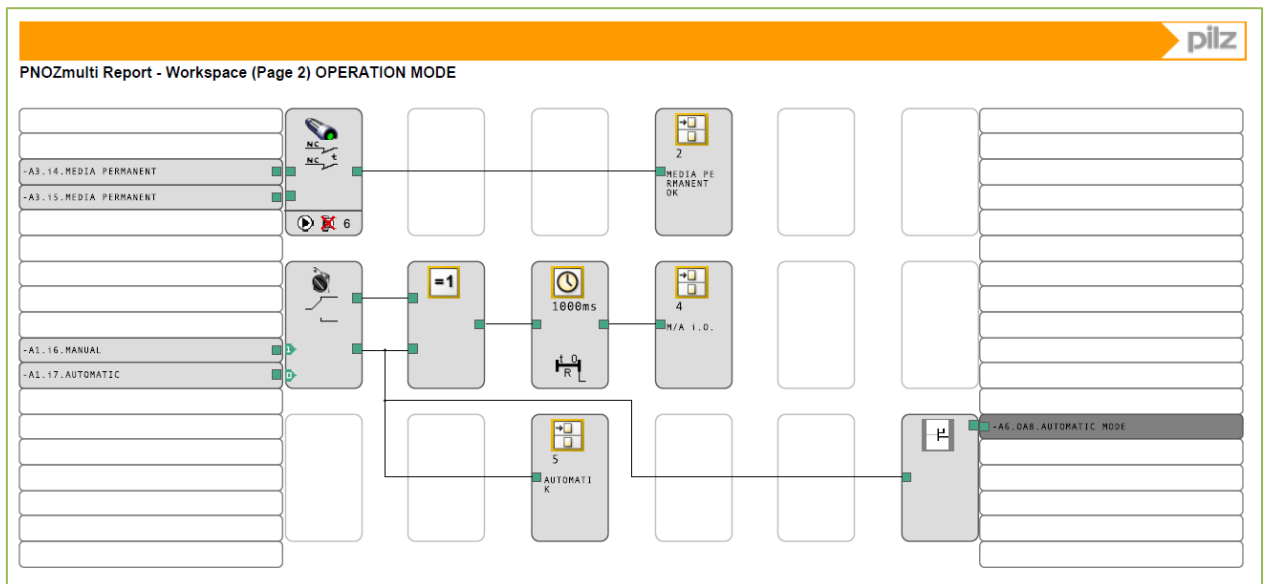 pilz
PNOZmulti Report - Workspace (Page 2) OPERATION MODE
NC
NC t
2
-A3.i4.MEDIA PERMANENT
MEDIA PE
RMANENT
OK
-A3.i5.MEDIA PERMANENT
6
=1
1000ms
4
M/A i.O.
-A1.i6.MANUAL
1
t 0
R
-A1.i7.AUTOMATIC
0
-A6.OA8.AUTOMATIC MODE
5
AUTOMATI
K